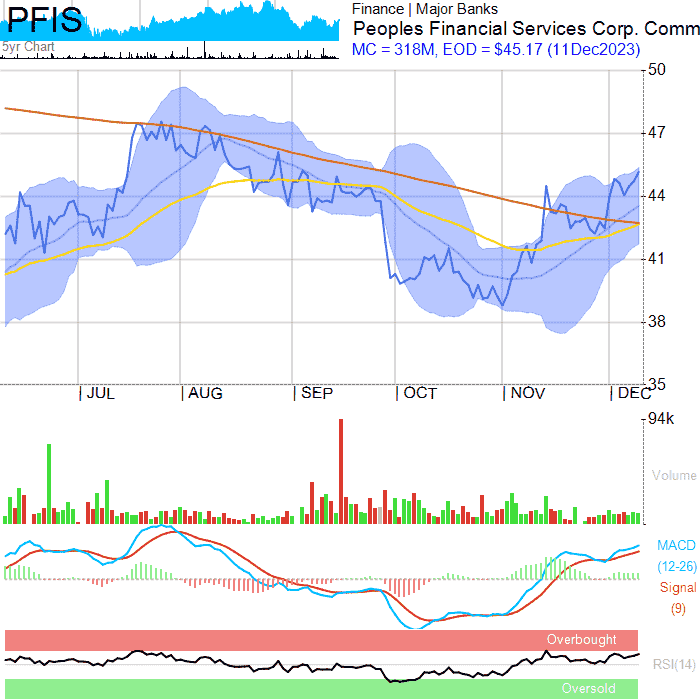 PFIS
5yr Chart
Finance | Major Banks
Peoples Financial Services Corp. Comm
MC = 318M, EOD = $45.17 (11Dec2023)
50
47
44
41
38
35
| JUL | AUG | SEP | OCT | NOV | DEC
94k
Volume
MACD
(12-26)
Signal
(9)
Overbought
RSI(14)
Oversold